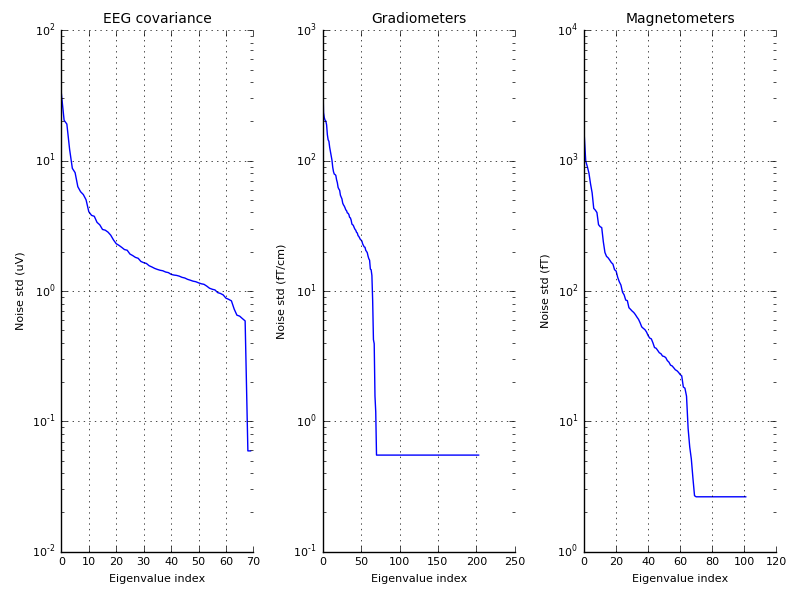 EEG covariance
10^2
10^1
10^0
10^-1
10^-2
Noise std (uV)
0 10 20 30 40 50 60 70
Eigenvalue index
Gradiometers
10^3
10^2
10^1
10^0
10^-1
Noise std (fT/cm)
0 50 100 150 200 250
Eigenvalue index
Magnetometers
10^4
10^3
10^2
10^1
10^0
Noise std (fT)
0 20 40 60 80 100 120
Eigenvalue index